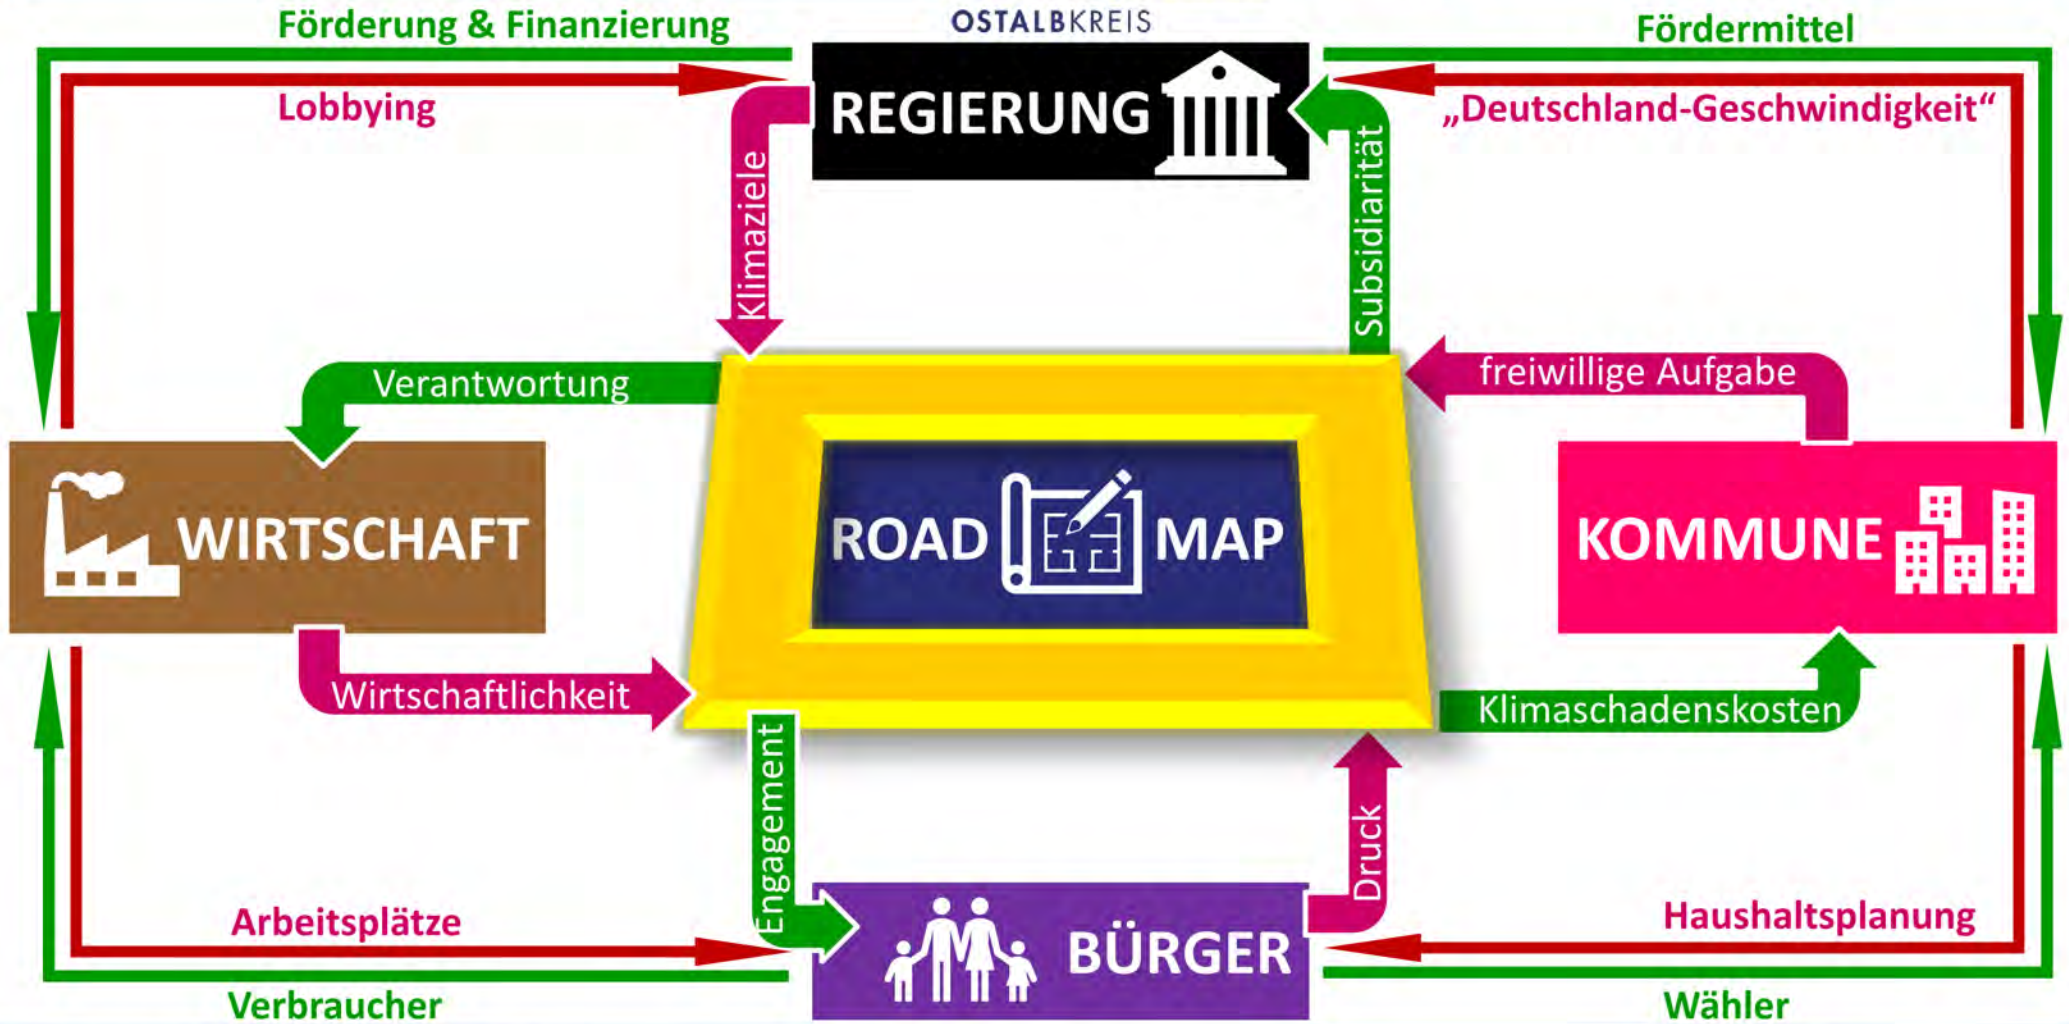 Förderung & Finanzierung
OSTALBKREIS
Fördermittel
Lobbying
REGIERUNG
„Deutschland-Geschwindigkeit“
Klimaziele
Subsidiarität
Verantwortung
freiwillige Aufgabe
WIRTSCHAFT
ROAD MAP
KOMMUNE
Wirtschaftlichkeit
Klimaschadenskosten
Engagement
Druck
Arbeitsplätze
BÜRGER
Haushaltsplanung
Verbraucher
Wähler